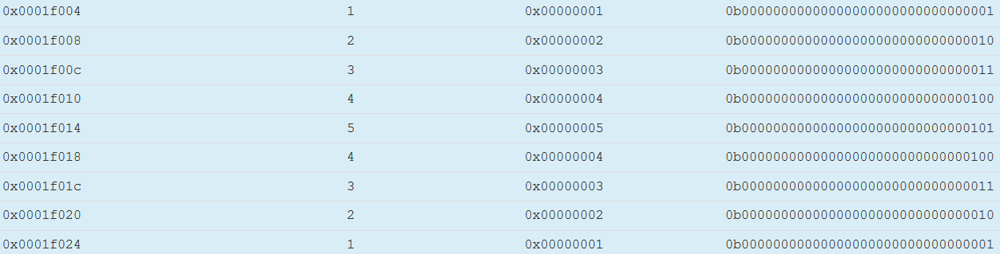 0x0001f004 1 0x00000001 0b00000000000000000000000000000001
0x0001f008 2 0x00000002 0b00000000000000000000000000000010
0x0001f00c 3 0x00000003 0b00000000000000000000000000000011
0x0001f010 4 0x00000004 0b00000000000000000000000000000100
0x0001f014 5 0x00000005 0b00000000000000000000000000000101
0x0001f018 4 0x00000004 0b00000000000000000000000000000100
0x0001f01c 3 0x00000003 0b00000000000000000000000000000011
0x0001f020 2 0x00000002 0b00000000000000000000000000000010
0x0001f024 1 0x00000001 0b00000000000000000000000000000001